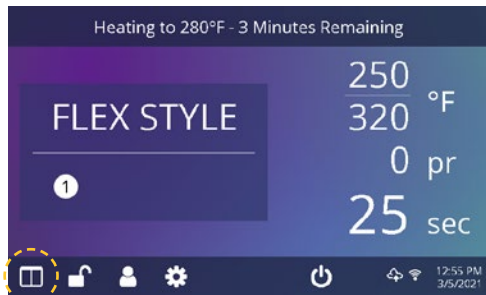 Heating to 280°F - 3 Minutes Remaining
FLEX STYLE
1
250
320
°F
0 pr
25 sec
12:55 PM
3/5/2021